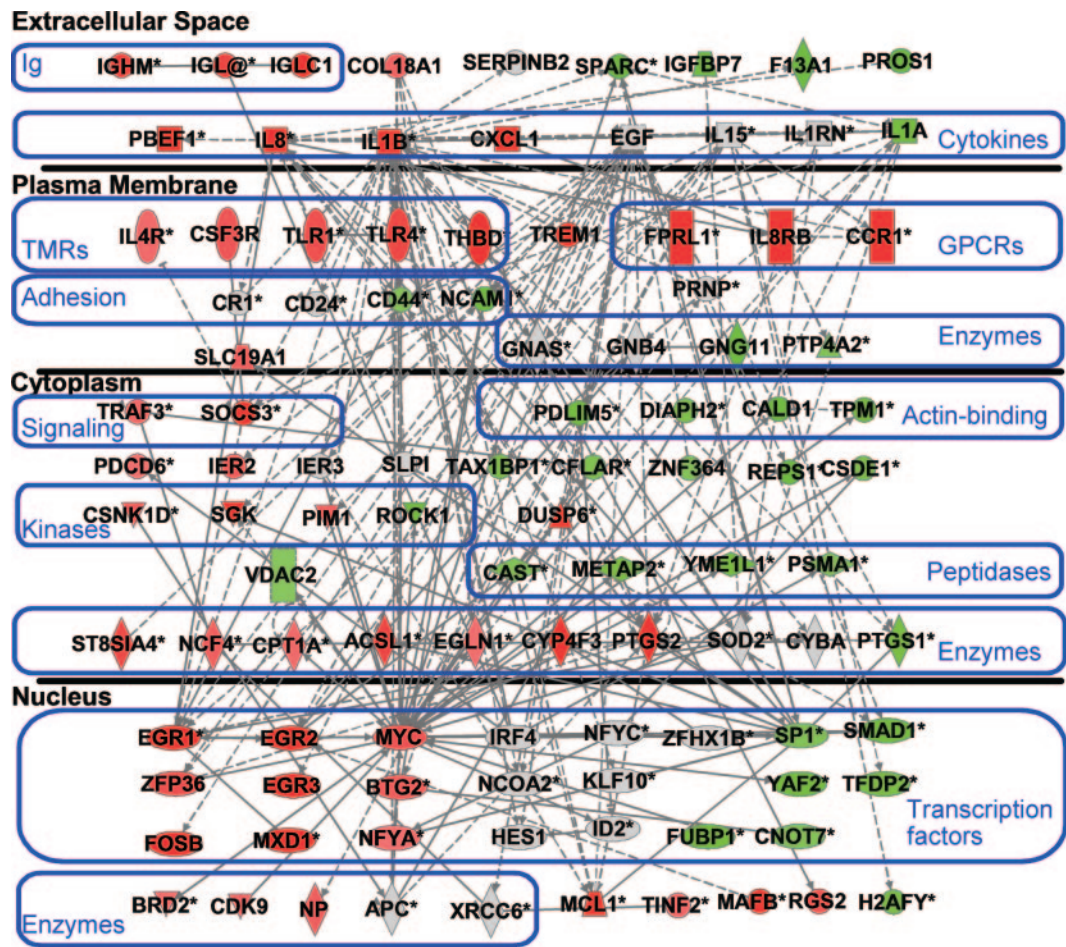 Extracellular Space
Ig IGHM* IGL@* IGLC1 COL18A1 SERPINB2 SPARC* IGFBP7 F13A1 PROS1
PBEF1* IL8* IL1B* CXCL1 EGF IL15* IL1RN* IL1A Cytokines
Plasma Membrane
TMRs IL4R* CSF3R TLR1* TLR4* THBD TREM1 FPRL1* IL8RB CCR1* GPCRs
Adhesion CR1* CD24* CD44* NCAM1* PRNP*
GNAS* GNB4 GNG11 PTP4A2* Enzymes
SLC19A1
Cytoplasm
Signaling TRAF3* SOCS3* PDLIM5* DIAPH2* CALD1 TPM1* Actin-binding
PDCD6* IER2 IER3 SLPI TAX1BP1* CFLAR* ZNF364 REPS1* CSDE1*
Kinases CSNK1D* SGK PIM1 ROCK1 DUSP6*
VDAC2 CAST* METAP2* YME1L1* PSMA1* Peptidases
ST8SIA4* NCF4* CPT1A* ACSL1* EGLN1* CYP4F3 PTGS2 SOD2* CYBA PTGS1* Enzymes
Nucleus
EGR1* EGR2 MYC IRF4 NFYC* ZFHX1B* SP1* SMAD1*
ZFP36 EGR3 BTG2* NCOA2* KLF10* YAF2* TFDP2*
Transcription
factors
FOSB MXD1* NFYA* HES1 ID2* FUBP1* CNOT7*
Enzymes BRD2* CDK9 NP APC* XRCC6* MCL1* TINF2* MAFB* RGS2 H2AFY*